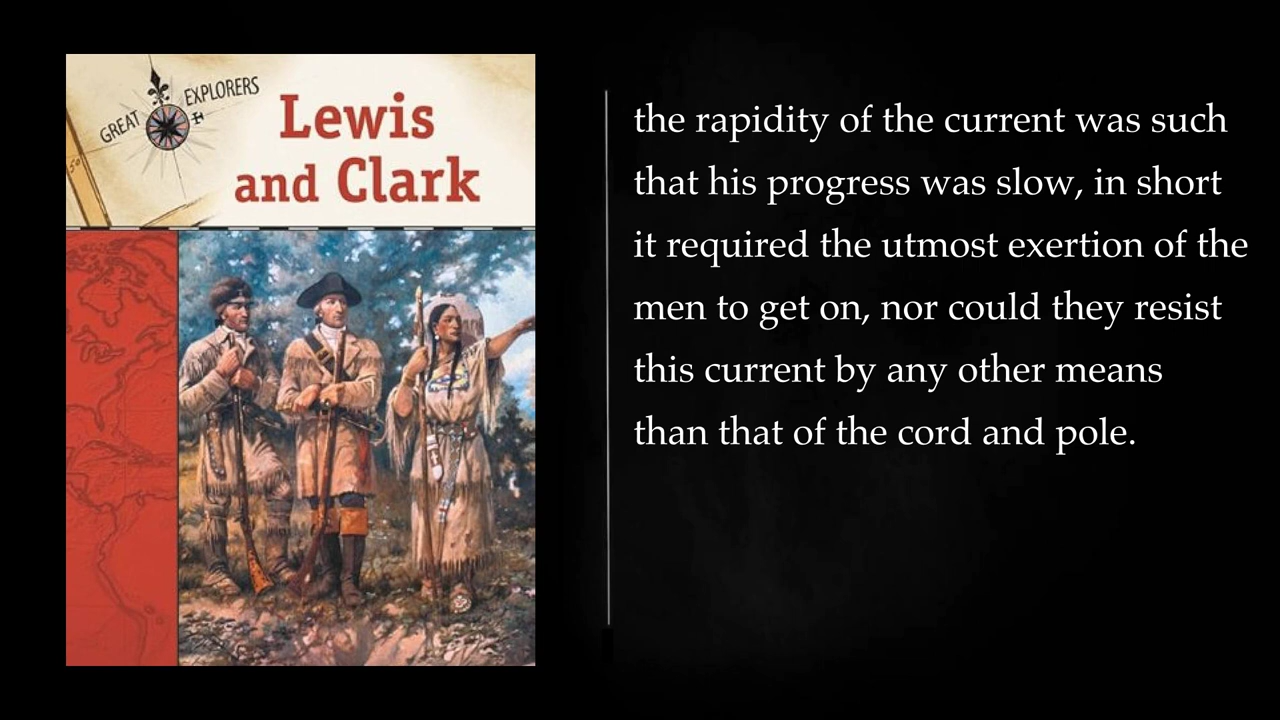 GREAT EXPLORERS
Lewis
and Clark
50
the rapidity of the current was such
that his progress was slow, in short
it required the utmost exertion of the
men to get on, nor could they resist
this current by any other means
than that of the cord and pole.